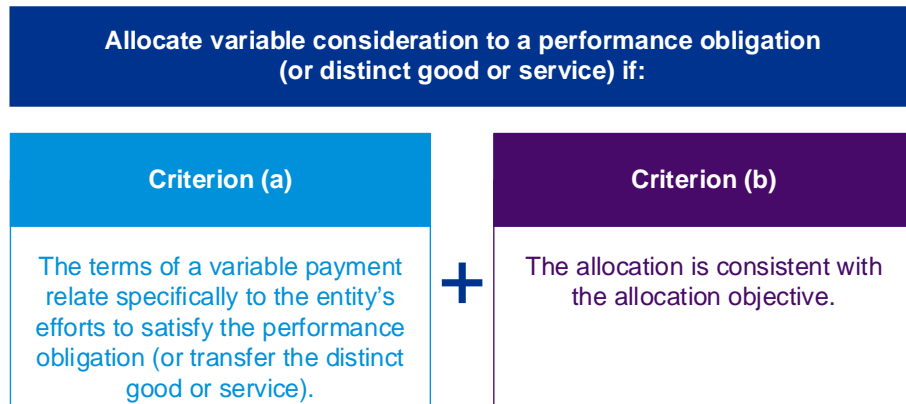 Allocate variable consideration to a performance obligation
(or distinct good or service) if:
Criterion (a)
The terms of a variable payment
relate specifically to the entity’s
efforts to satisfy the performance
obligation (or transfer the distinct
good or service).
+
Criterion (b)
The allocation is consistent with
the allocation objective.